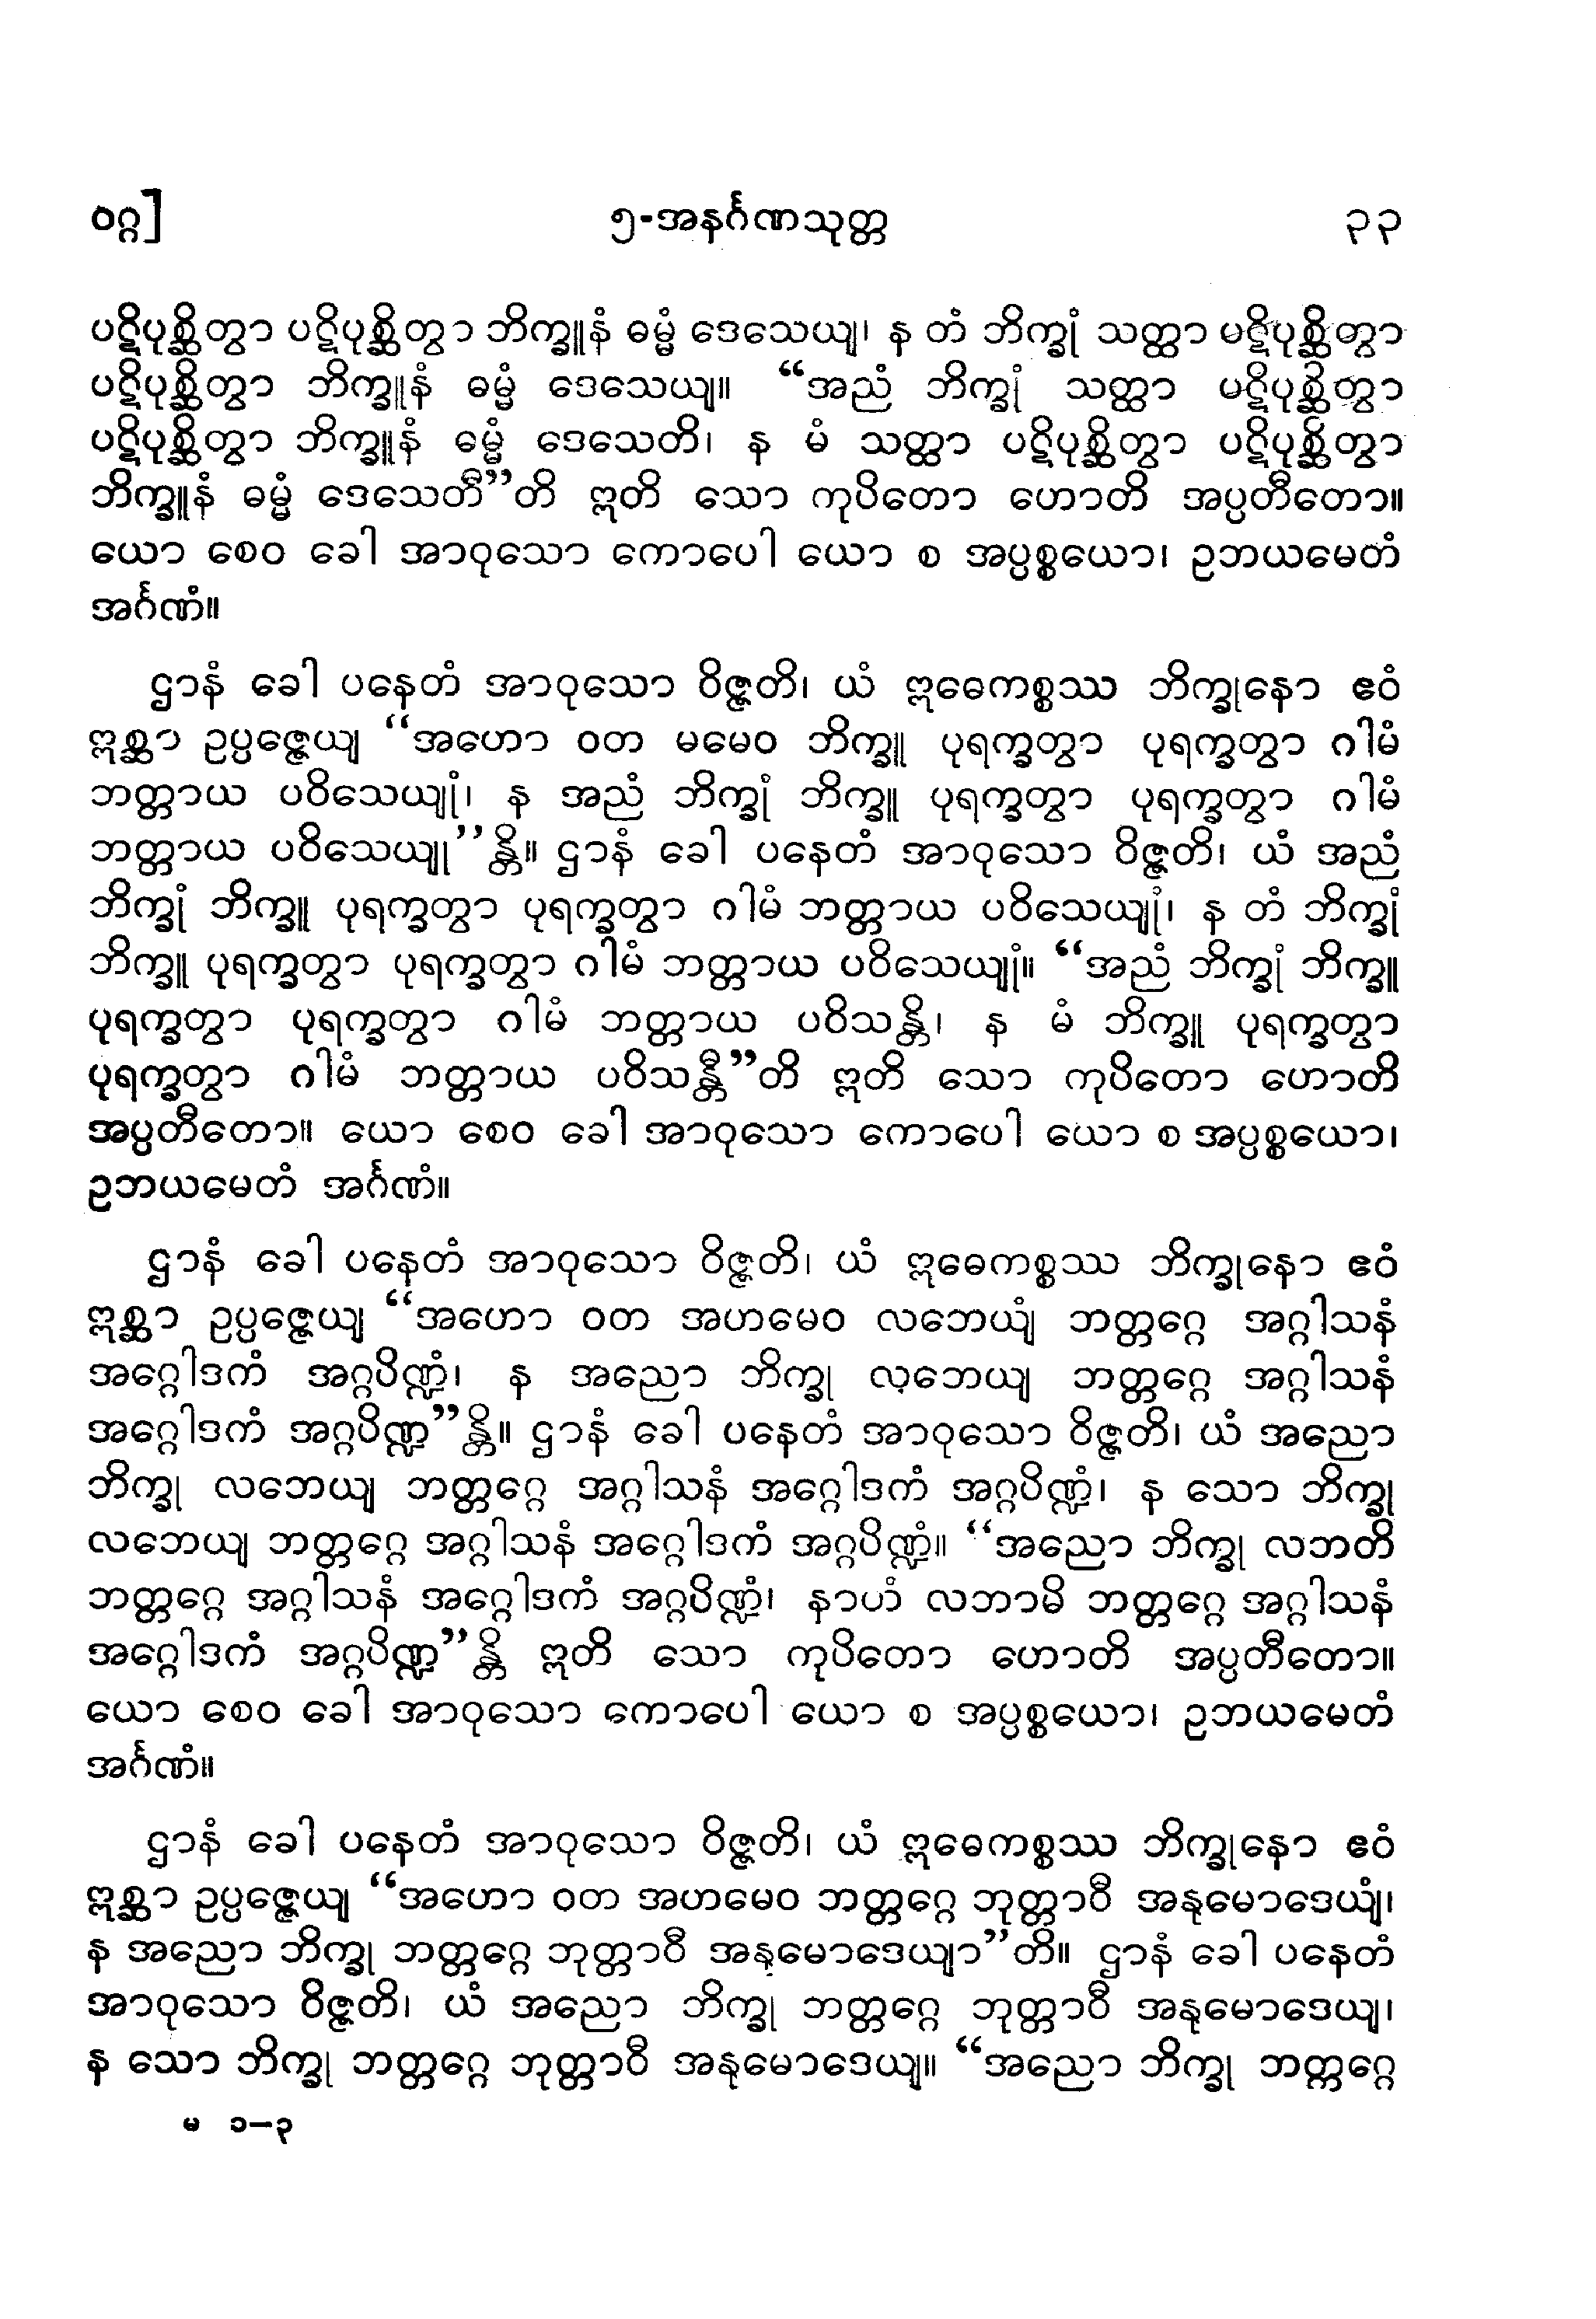 ဝဂ္ဂ]
၅-အနင်္ဂဏသုတ္တ
၃၃
ပဋိပုစ္ဆိတွာ ပဋိပုစ္ဆိတွာ ဘိက္ခူနံ ဓမ္မံ ဒေသေယျ၊ န တံ ဘိက္ခုံ သတ္ထာ မဋိပုစ္ဆိတွာ
ပဋိပုစ္ဆိတွာ ဘိက္ခူနံ ဓမ္မံ ဒေသေယျ။ “အညံ ဘိက္ခုံ သတ္ထာ မဋိပုစ္ဆိတွာ
ပဋိပုစ္ဆိတွာ ဘိက္ခူနံ ဓမ္မံ ဒေသေတိ၊ န မံ သတ္ထာ ပဋိပုစ္ဆိတွာ ပဋိပုစ္ဆိတွာ
ဘိက္ခူနံ ဓမ္မံ ဒေသေတီ”တိ ဣတိ သော ကုပိတော ဟောတိ အပ္ပတီတော။
ယော စေဝ ခေါ အာဝုသော ကောပေါ ယော စ အပ္ပစ္စယော၊ ဥဘယမေတံ
အင်္ဂဏံ။
ဌာနံ ခေါ ပနေတံ အာဝုသော ဝိဇ္ဇတိ၊ ယံ ဣဓေကစ္စဿ ဘိက္ခုနော ဧဝံ
ဣစ္ဆာ ဥပ္ပဇ္ဇေယျ “အဟော ဝတ မမေဝ ဘိက္ခူ ပုရက္ခတွာ ပုရက္ခတွာ ဂါမံ
ဘတ္တာယ ပဝိသေယျုံ၊ န အညံ ဘိက္ခုံ ဘိက္ခူ ပုရက္ခတွာ ပုရက္ခတွာ ဂါမံ
ဘတ္တာယ ပဝိသေယျု”န္တိ။ ဌာနံ ခေါ ပနေတံ အာဝုသော ဝိဇ္ဇတိ၊ ယံ အညံ
ဘိက္ခုံ ဘိက္ခူ ပုရက္ခတွာ ပုရက္ခတွာ ဂါမံ ဘတ္တာယ ပဝိသေယျုံ၊ န တံ ဘိက္ခုံ
ဘိက္ခူ ပုရက္ခတွာ ပုရက္ခတွာ ဂါမံ ဘတ္တာယ ပဝိသေယျုံ။ “အညံ ဘိက္ခုံ ဘိက္ခူ
ပုရက္ခတွာ ပုရက္ခတွာ ဂါမံ ဘတ္တာယ ပဝိသန္တိ၊ န မံ ဘိက္ခူ ပုရက္ခတွာ
ပုရက္ခတွာ ဂါမံ ဘတ္တာယ ပဝိသန္တီ”တိ ဣတိ သော ကုပိတော ဟောတိ
အပ္ပတီတော။ ယော စေဝ ခေါ အာဝုသော ကောပေါ ယော စ အပ္ပစ္စယော၊
ဥဘယမေတံ အင်္ဂဏံ။
ဌာနံ ခေါ ပနေတံ အာဝုသော ဝိဇ္ဇတိ၊ ယံ ဣဓေကစ္စဿ ဘိက္ခုနော ဧဝံ
ဣစ္ဆာ ဥပ္ပဇ္ဇေယျ “အဟော ဝတ အဟမေဝ လဘေယျံ ဘတ္တဂ္ဂေ အဂ္ဂါသနံ
အဂ္ဂေါဒကံ အဂ္ဂပိဏ္ဍံ၊ န အညော ဘိက္ခု လဘေယျ ဘတ္တဂ္ဂေ အဂ္ဂါသနံ
အဂ္ဂေါဒကံ အဂ္ဂပိဏ္ဍ”န္တိ။ ဌာနံ ခေါ ပနေတံ အာဝုသော ဝိဇ္ဇတိ၊ ယံ အညော
ဘိက္ခု လဘေယျ ဘတ္တဂ္ဂေ အဂ္ဂါသနံ အဂ္ဂေါဒကံ အဂ္ဂပိဏ္ဍံ၊ န သော ဘိက္ခု
လဘေယျ ဘတ္တဂ္ဂေ အဂ္ဂါသနံ အဂ္ဂေါဒကံ အဂ္ဂပိဏ္ဍံ။ “အညော ဘိက္ခု လဘတိ
ဘတ္တဂ္ဂေ အဂ္ဂါသနံ အဂ္ဂေါဒကံ အဂ္ဂပိဏ္ဍံ၊ နာဟံ လဘာမိ ဘတ္တဂ္ဂေ အဂ္ဂါသနံ
အဂ္ဂေါဒကံ အဂ္ဂပိဏ္ဍ”န္တိ ဣတိ သော ကုပိတော ဟောတိ အပ္ပတီတော။
ယော စေဝ ခေါ အာဝုသော ကောပေါ ယော စ အပ္ပစ္စယော၊ ဥဘယမေတံ
အင်္ဂဏံ။
ဌာနံ ခေါ ပနေတံ အာဝုသော ဝိဇ္ဇတိ၊ ယံ ဣဓေကစ္စဿ ဘိက္ခုနော ဧဝံ
ဣစ္ဆာ ဥပ္ပဇ္ဇေယျ “အဟော ဝတ အဟမေဝ ဘတ္တဂ္ဂေ ဘုတ္တာဝီ အနုမောဒေယျံ၊
န အညော ဘိက္ခု ဘတ္တဂ္ဂေ ဘုတ္တာဝီ အနုမောဒေယျာ”တိ။ ဌာနံ ခေါ ပနေတံ
အာဝုသော ဝိဇ္ဇတိ၊ ယံ အညော ဘိက္ခု ဘတ္တဂ္ဂေ ဘုတ္တာဝီ အနုမောဒေယျ၊
န သော ဘိက္ခု ဘတ္တဂ္ဂေ ဘုတ္တာဝီ အနုမောဒေယျ။ “အညော ဘိက္ခု ဘတ္တဂ္ဂေ
မ ၁–၃